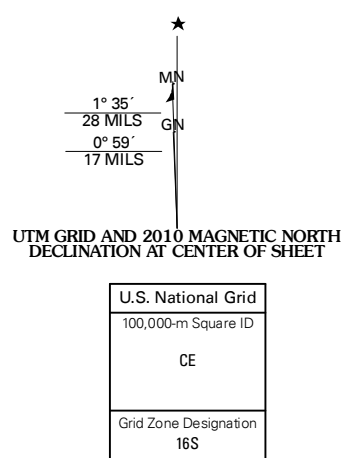 MN
1° 35´
28 MILS
GN
0° 59´
17 MILS
UTM GRID AND 2010 MAGNETIC NORTH
DECLINATION AT CENTER OF SHEET
U.S. National Grid
100,000-m Square ID
CE
Grid Zone Designation
16S